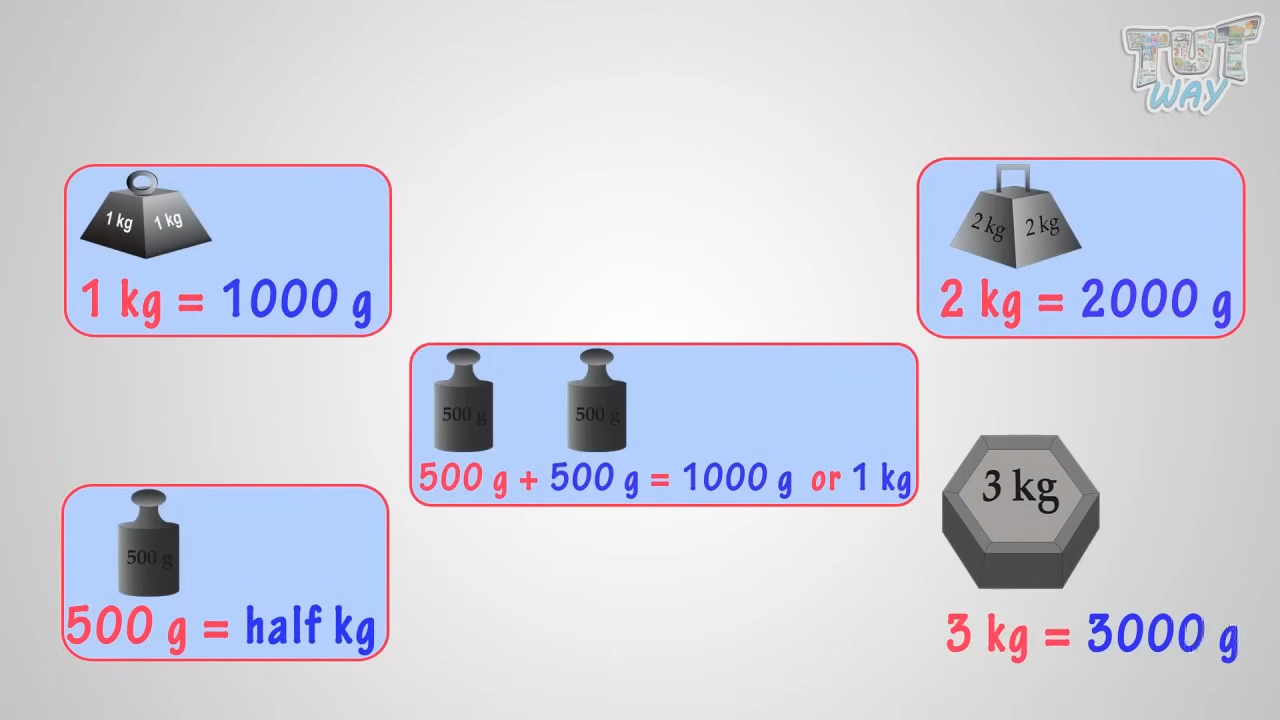 TUT
WAY
1 kg 1 kg
1 kg = 1000 g
2 kg 2 kg
2 kg = 2000 g
500 g 500 g
500 g + 500 g = 1000 g or 1 kg
500 g
500 g = half kg
3 kg
3 kg = 3000 g